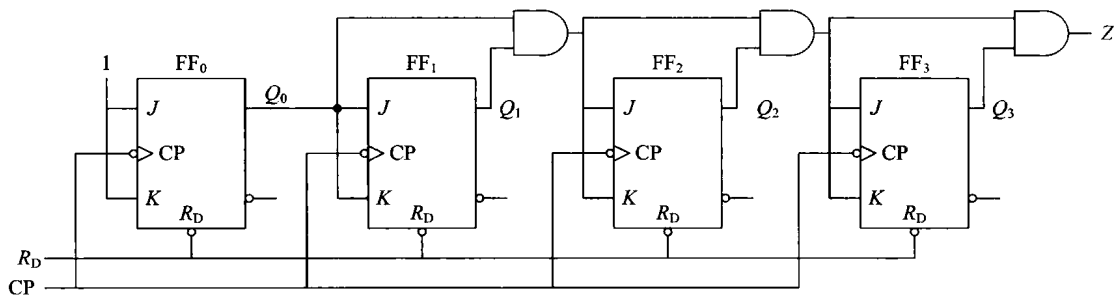 Z
1
FF₀
FF₁
FF₂
FF₃
J
Q₀
J
Q₁
J
Q₂
J
Q₃
CP
CP
CP
CP
K
K
K
K
R_D
R_D
R_D
R_D
R_D
CP